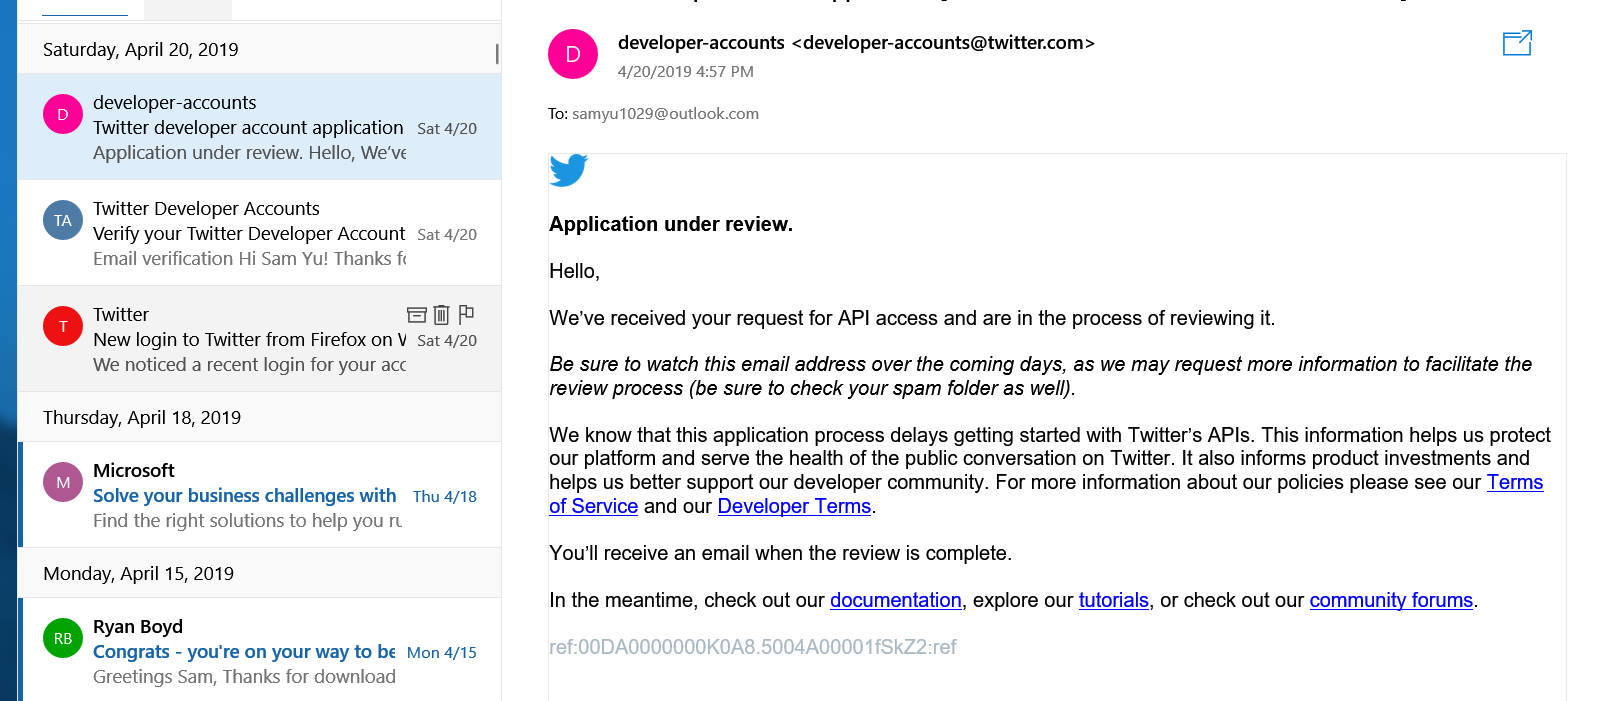 Saturday, April 20, 2019
D
developer-accounts
Twitter developer account application
Sat 4/20
Application under review. Hello, We've
TA
Twitter Developer Accounts
Verify your Twitter Developer Account
Sat 4/20
Email verification Hi Sam Yu! Thanks fo
T
Twitter
New login to Twitter from Firefox on W
Sat 4/20
We noticed a recent login for your acc
Thursday, April 18, 2019
M
Microsoft
Solve your business challenges with
Thu 4/18
Find the right solutions to help you ru
Monday, April 15, 2019
RB
Ryan Boyd
Congrats - you're on your way to be
Mon 4/15
Greetings Sam, Thanks for download
D
developer-accounts <developer-accounts@twitter.com>
4/20/2019 4:57 PM
To: samyu1029@outlook.com
Application under review.
Hello,
We've received your request for API access and are in the process of reviewing it.
Be sure to watch this email address over the coming days, as we may request more information to facilitate the
review process (be sure to check your spam folder as well).
We know that this application process delays getting started with Twitter's APIs. This information helps us protect
our platform and serve the health of the public conversation on Twitter. It also informs product investments and
helps us better support our developer community. For more information about our policies please see our Terms
of Service and our Developer Terms.
You'll receive an email when the review is complete.
In the meantime, check out our documentation, explore our tutorials, or check out our community forums.
ref:00DA0000000K0A8.5004A00001fSkZ2:ref